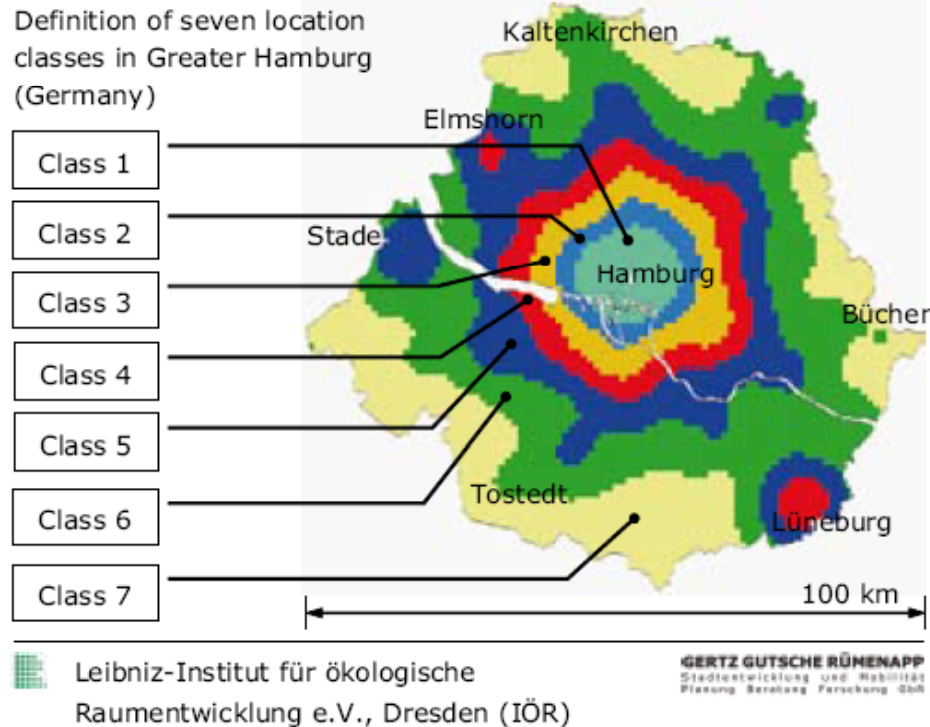 Definition of seven location
classes in Greater Hamburg
(Germany)
Kaltenkirchen
Elmshorn
Class 1
Class 2
Stade
Hamburg
Class 3
Bücher
Class 4
Class 5
Class 6
Tostedt
Lüneburg
Class 7
100 km
Leibniz-Institut für ökologische
Raumentwicklung e.V., Dresden (IÖR)
GERTZ GUTSCHE RÜMENAPP
Stadtentwicklung und Mobilität
Planung Beratung Forschung GbR